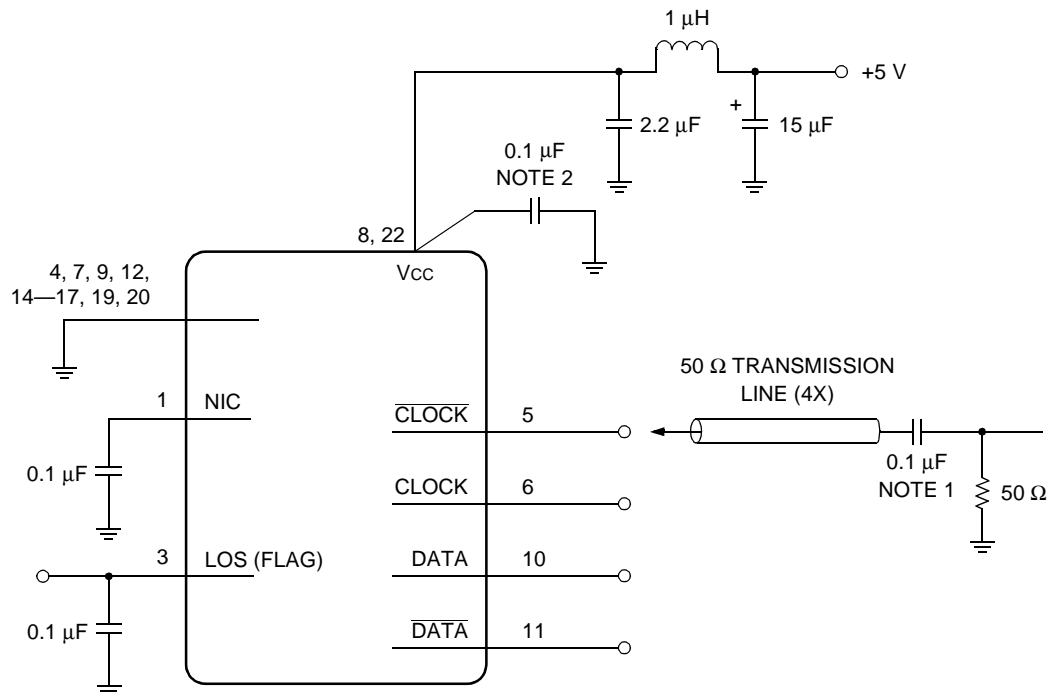 1 μH
+5 V
+
2.2 μF
15 μF
0.1 μF
NOTE 2
8, 22
VCC
4, 7, 9, 12,
14—17, 19, 20
50 Ω TRANSMISSION
LINE (4X)
1
NIC
CLOCK
5
0.1 μF
NOTE 1
50 Ω
0.1 μF
CLOCK
6
3
LOS (FLAG)
DATA
10
0.1 μF
DATA
11